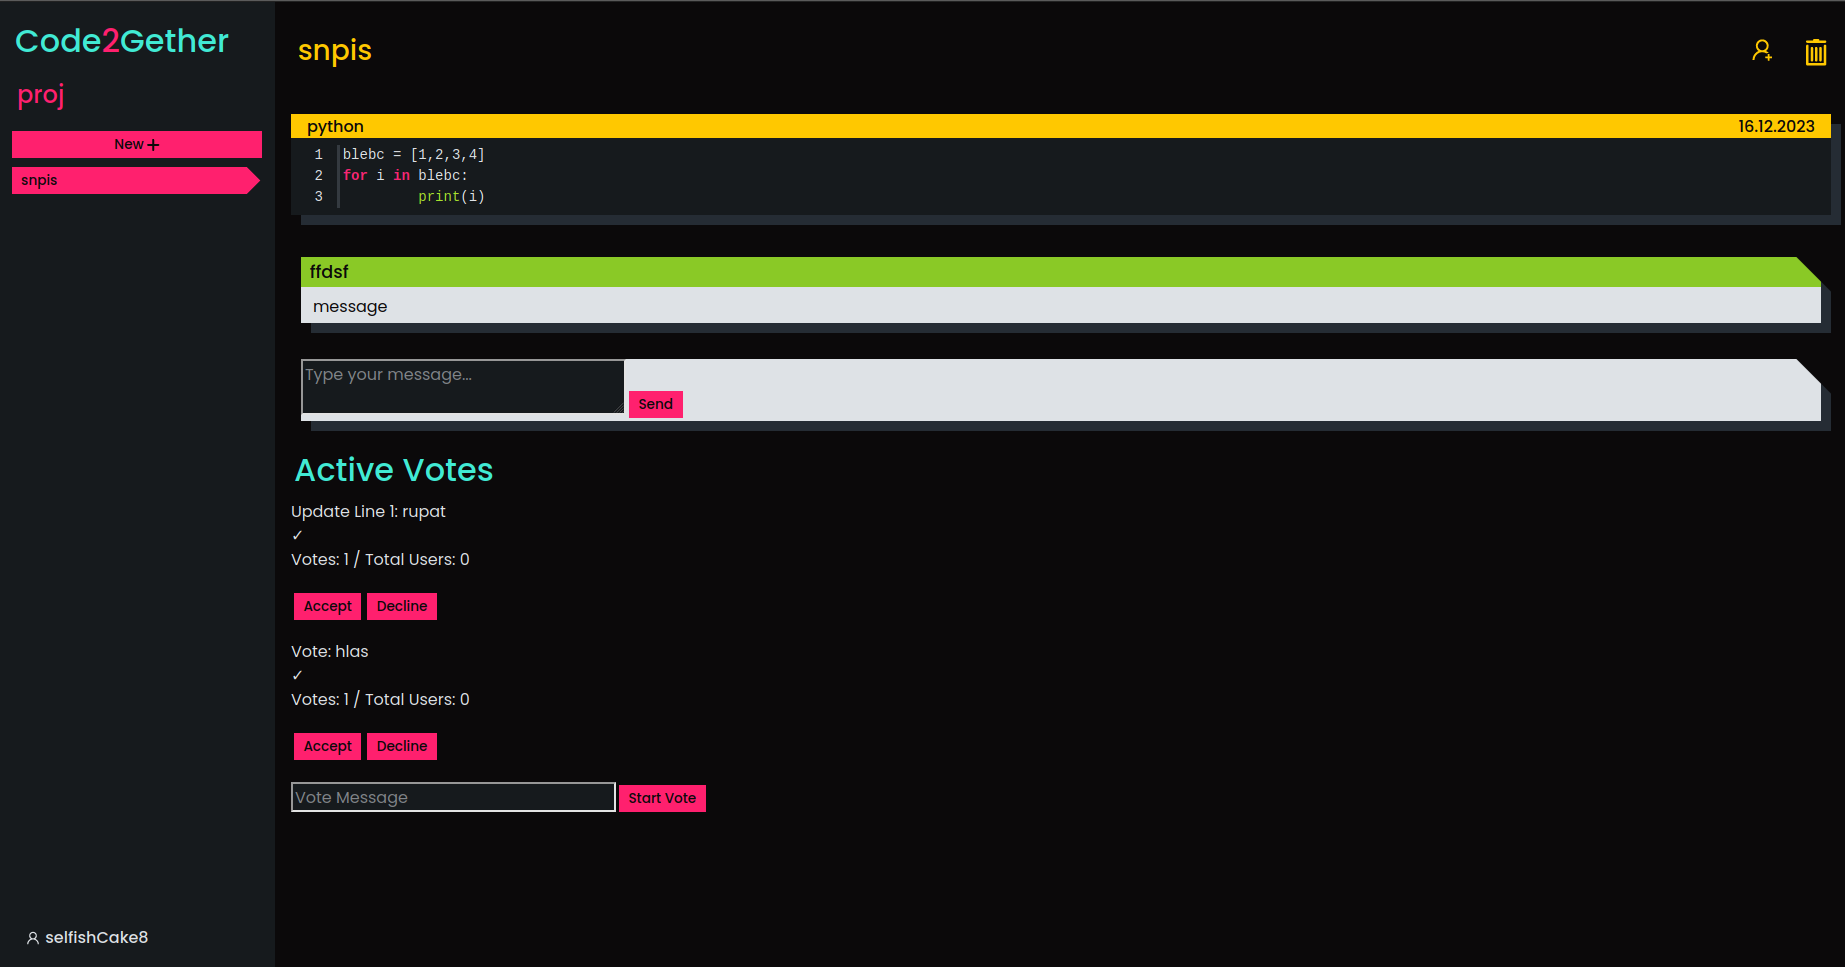 Code2Gether
proj
New+
snpis
selfishCake8
snpis
python 16.12.2023
1 blebc = [1,2,3,4]
2 for i in blebc:
3 print(i)
ffdsf
message
Type your message...
Send
Active Votes
Update Line 1: rupat
✓
Votes: 1 / Total Users: 0
Accept Decline
Vote: hlas
✓
Votes: 1 / Total Users: 0
Accept Decline
Vote Message Start Vote